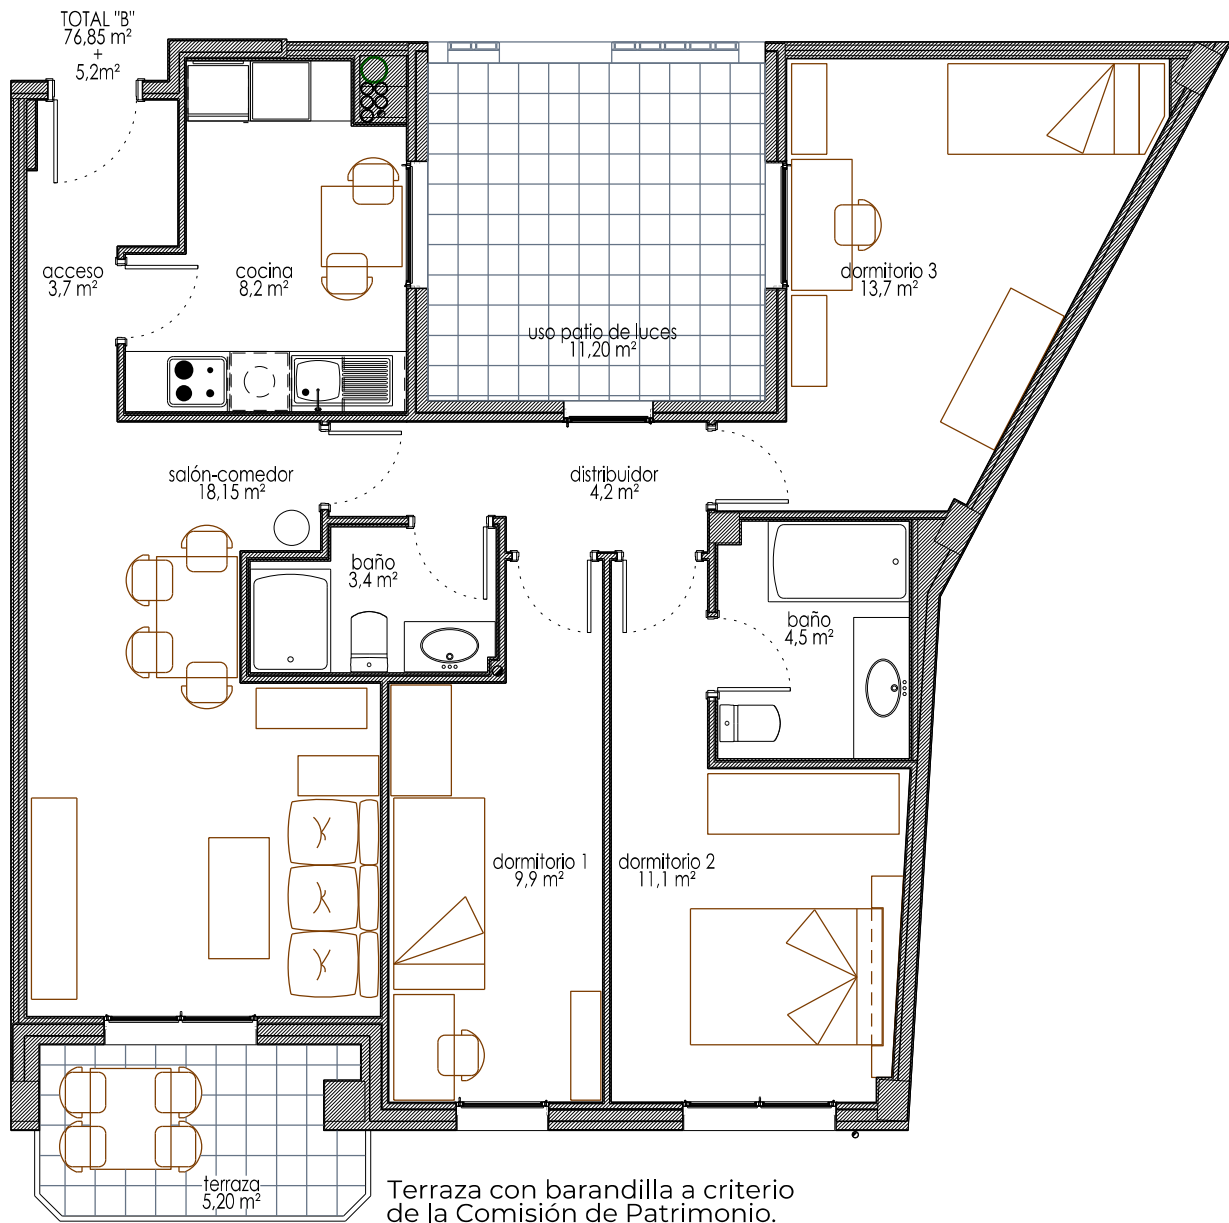 TOTAL "B"
76,85 m²
+
5,2m²
acceso
3,7 m²
cocina
8,2 m²
uso patio de luces
11,20 m²
dormitorio 3
13,7 m²
salón-comedor
18,15 m²
distribuidor
4,2 m²
baño
3,4 m²
baño
4,5 m²
dormitorio 1
9,9 m²
dormitorio 2
11,1 m²
terraza
5,20 m²
Terraza con barandilla a criterio
de la Comisión de Patrimonio.